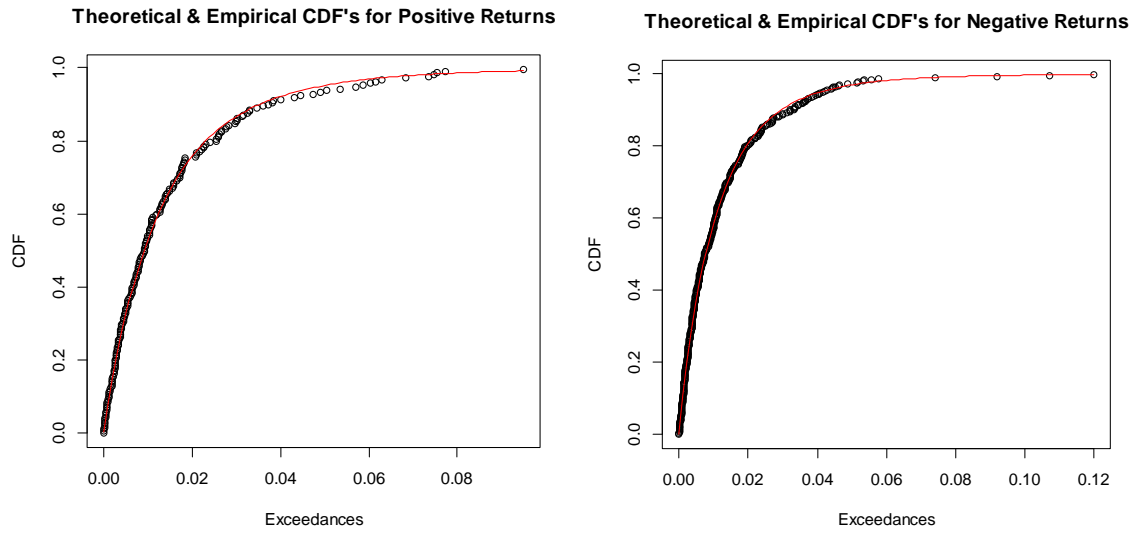 Theoretical & Empirical CDF's for Positive Returns
CDF
1.0
0.8
0.6
0.4
0.2
0.0
0.00 0.02 0.04 0.06 0.08
Exceedances
Theoretical & Empirical CDF's for Negative Returns
CDF
1.0
0.8
0.6
0.4
0.2
0.0
0.00 0.02 0.04 0.06 0.08 0.10 0.12
Exceedances